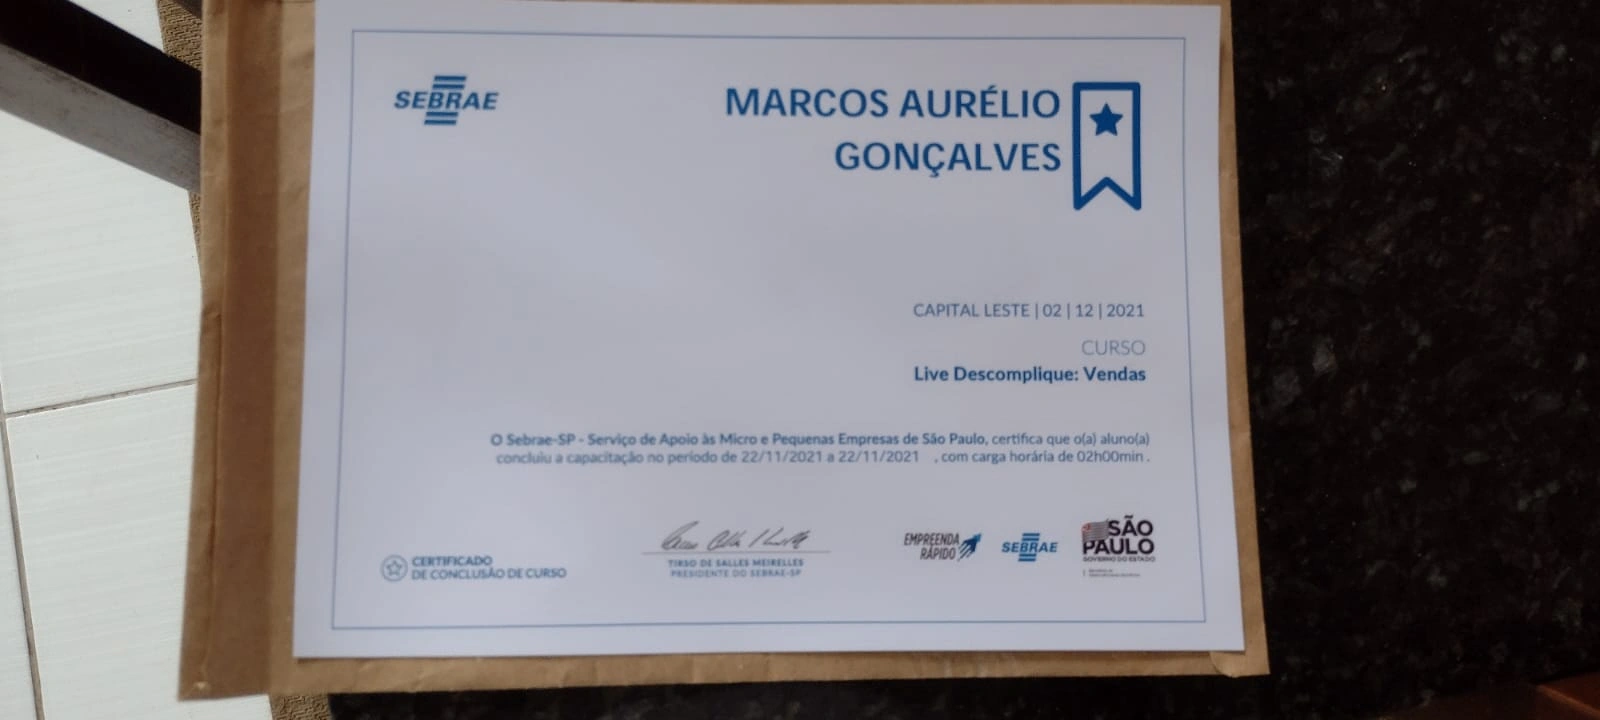 SEBRAE
MARCOS AURÉLIO
GONÇALVES
CAPITAL LESTE | 02 | 12 | 2021
CURSO
Live Descomplique: Vendas
O Sebrae-SP - Serviço de Apoio às Micro e Pequenas Empresas de São Paulo, certifica que o(a) aluno(a)
concluiu a capacitação no período de 22/11/2021 a 22/11/2021 , com carga horária de 02h00min .
CERTIFICADO
DE CONCLUSÃO DE CURSO
TIRSO DE SALLES MEIRELLES
PRESIDENTE DO SEBRAE-SP
EMPREENDA
RÁPIDO
SEBRAE
SÃO
PAULO
GOVERNO DO ESTADO